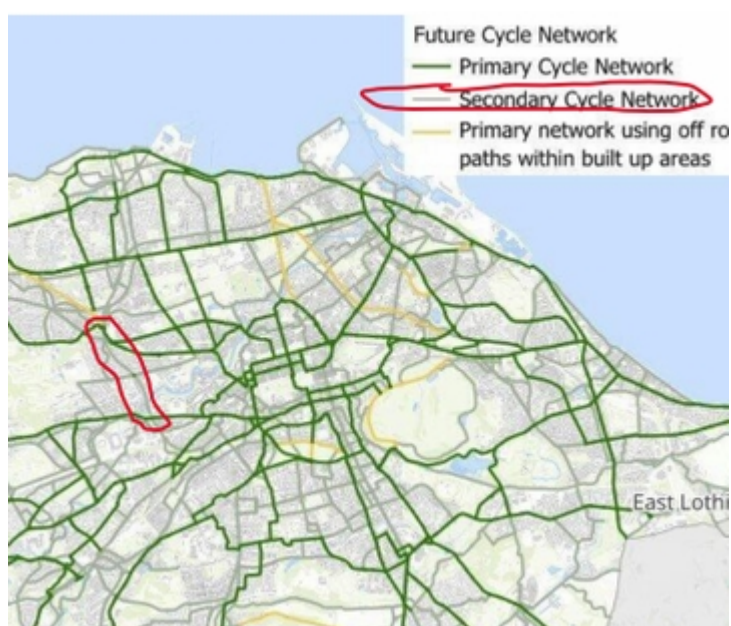 Future Cycle Network
Primary Cycle Network
Secondary Cycle Network
Primary network using off ro
paths within built up areas
East Lothi